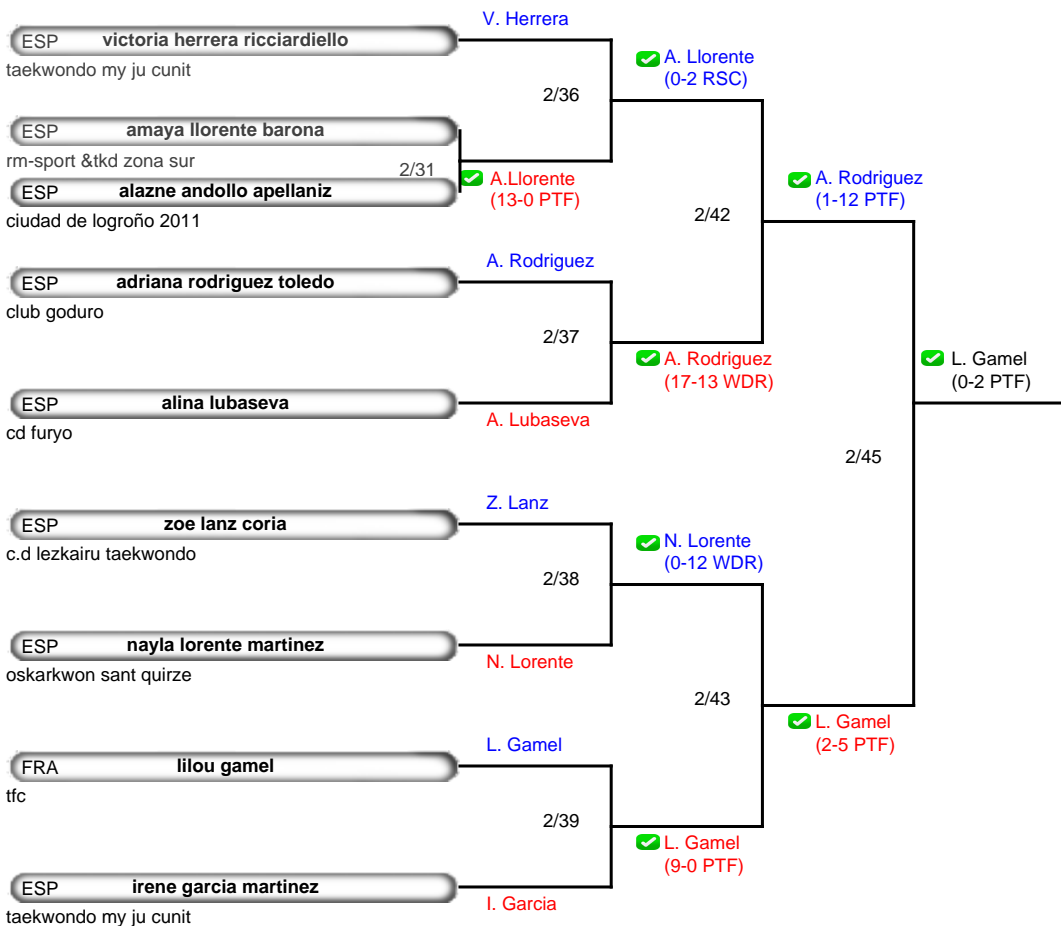 V. Herrera
ESP victoria herrera ricciardiello
taekwondo my ju cunit
A. Llorente
(0-2 RSC)
2/36
ESP amaya llorente barona
rm-sport &tkd zona sur
2/31
A.Llorente
(13-0 PTF)
ESP alazne andollo apellaniz
ciudad de logroño 2011
A. Rodriguez
(1-12 PTF)
2/42
A. Rodriguez
ESP adriana rodriguez toledo
club goduro
2/37
A. Rodriguez
(17-13 WDR)
L. Gamel
(0-2 PTF)
ESP alina lubaseva
A. Lubaseva
cd furyo
2/45
Z. Lanz
ESP zoe lanz coria
c.d lezkairu taekwondo
N. Lorente
(0-12 WDR)
2/38
ESP nayla lorente martinez
N. Lorente
oskarkwon sant quirze
2/43
L. Gamel
(2-5 PTF)
L. Gamel
FRA lilou gamel
tfc
2/39
L. Gamel
(9-0 PTF)
ESP irene garcia martinez
I. Garcia
taekwondo my ju cunit